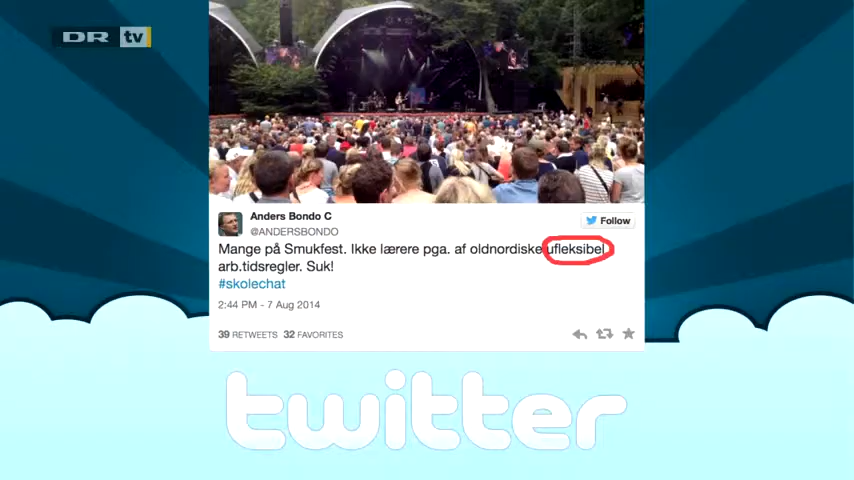 DR tv
Anders Bondo C
@ANDERSBONDO
Follow
Mange på Smukfest. Ikke lærere pga. af oldnordiske ufleksibel
arb.tidsregler. Suk!
#skolechat
2:44 PM - 7 Aug 2014
39 RETWEETS 32 FAVORITES
twitter